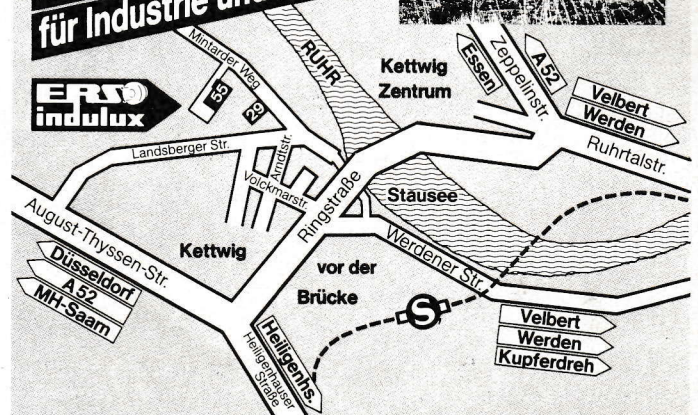 für Industrie und
Mintarder Weg
RUHR
Kettwig
Zentrum
Essen
Zeppelinstr.
A 52
Velbert
Werden
Ruhrtalstr.
ERSO
indulux
55
29
Landsberger Str.
Arndtstr.
Volckmarstr.
Ringstraße
Stausee
August-Thyssen-Str.
Kettwig
vor der
Brücke
Werdener Str.
Düsseldorf
A 52
MH-Saarn
S
Velbert
Werden
Kupferdreh
Heiligenhs.
Heiligenhauser
Straße